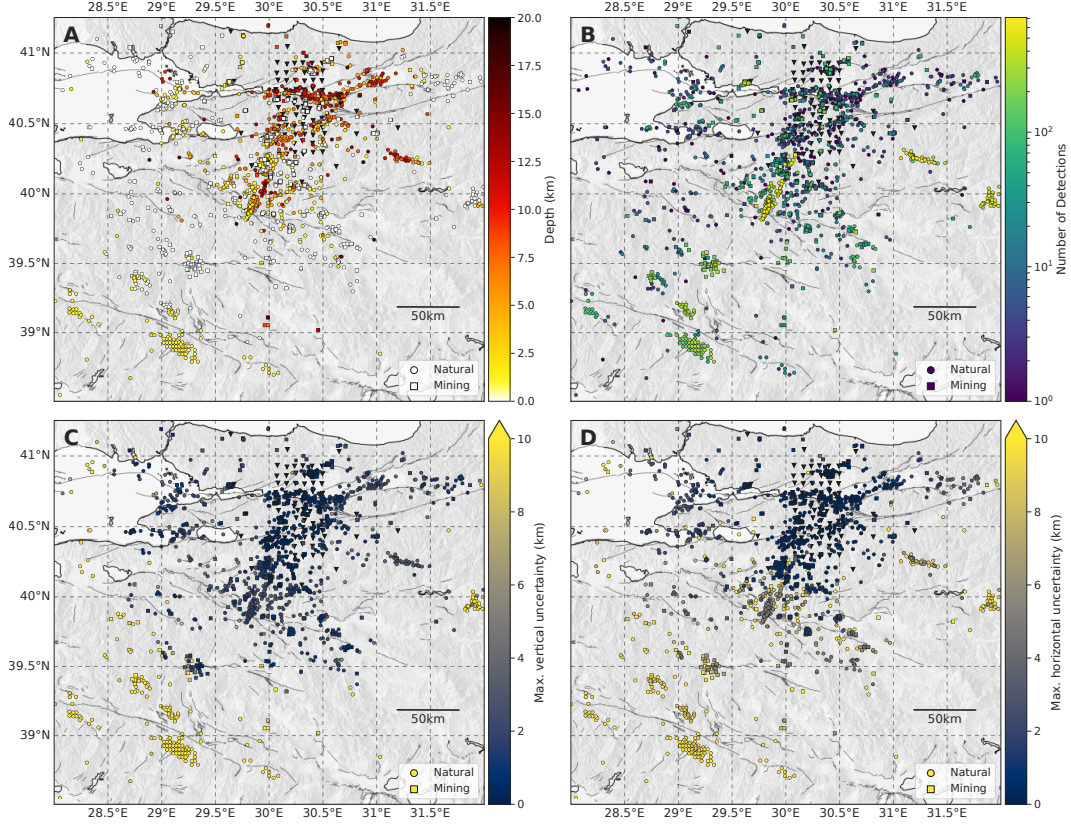 A
41°N
40.5°N
40°N
39.5°N
39°N
50km
Natural
Mining
20.0
17.5
15.0
12.5
10.0
7.5
5.0
2.5
0.0
Depth (km)
B
50km
Natural
Mining
10²
10¹
10⁰
Number of Detections
C
41°N
40.5°N
40°N
39.5°N
39°N
28.5°E 29°E 29.5°E 30°E 30.5°E 31°E 31.5°E
50km
Natural
Mining
10
8
6
4
2
0
Max. vertical uncertainty (km)
D
28.5°E 29°E 29.5°E 30°E 30.5°E 31°E 31.5°E
50km
Natural
Mining
10
8
6
4
2
0
Max. horizontal uncertainty (km)
28.5°E 29°E 29.5°E 30°E 30.5°E 31°E 31.5°E
28.5°E 29°E 29.5°E 30°E 30.5°E 31°E 31.5°E